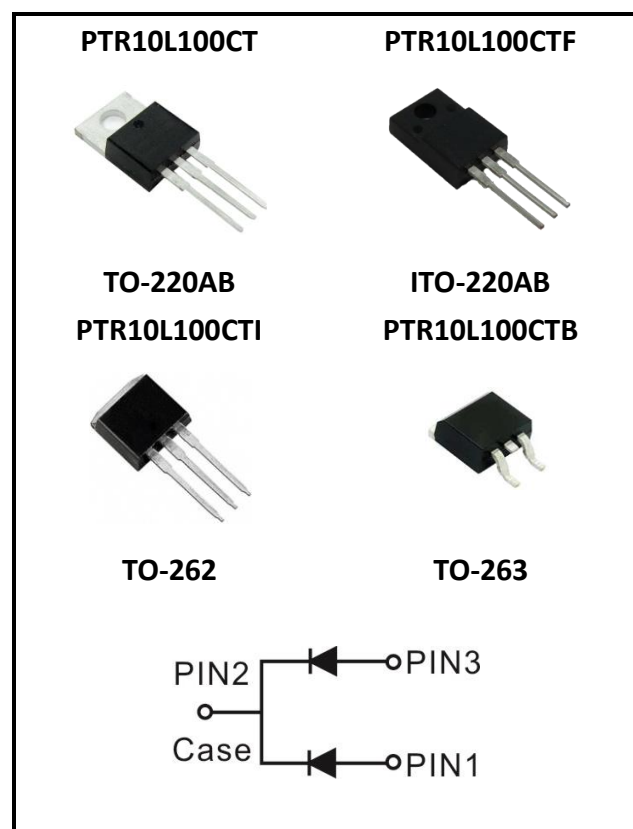 PTR10L100CT PTR10L100CTF
TO-220AB ITO-220AB
PTR10L100CTI PTR10L100CTB
TO-262 TO-263
PIN2 PIN3
Case PIN1